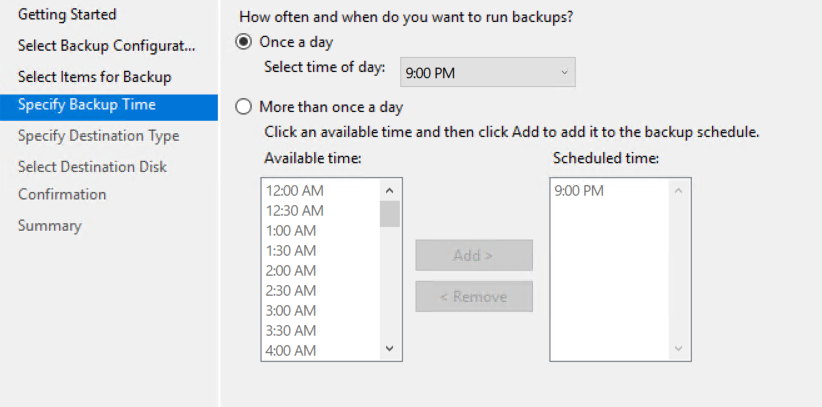 Getting Started
Select Backup Configurat...
Select Items for Backup
Specify Backup Time
Specify Destination Type
Select Destination Disk
Confirmation
Summary
How often and when do you want to run backups?
Once a day
Select time of day:
9:00 PM
More than once a day
Click an available time and then click Add to add it to the backup schedule.
Available time:
12:00 AM
12:30 AM
1:00 AM
1:30 AM
2:00 AM
2:30 AM
3:00 AM
3:30 AM
4:00 AM
Add >
< Remove
Scheduled time:
9:00 PM